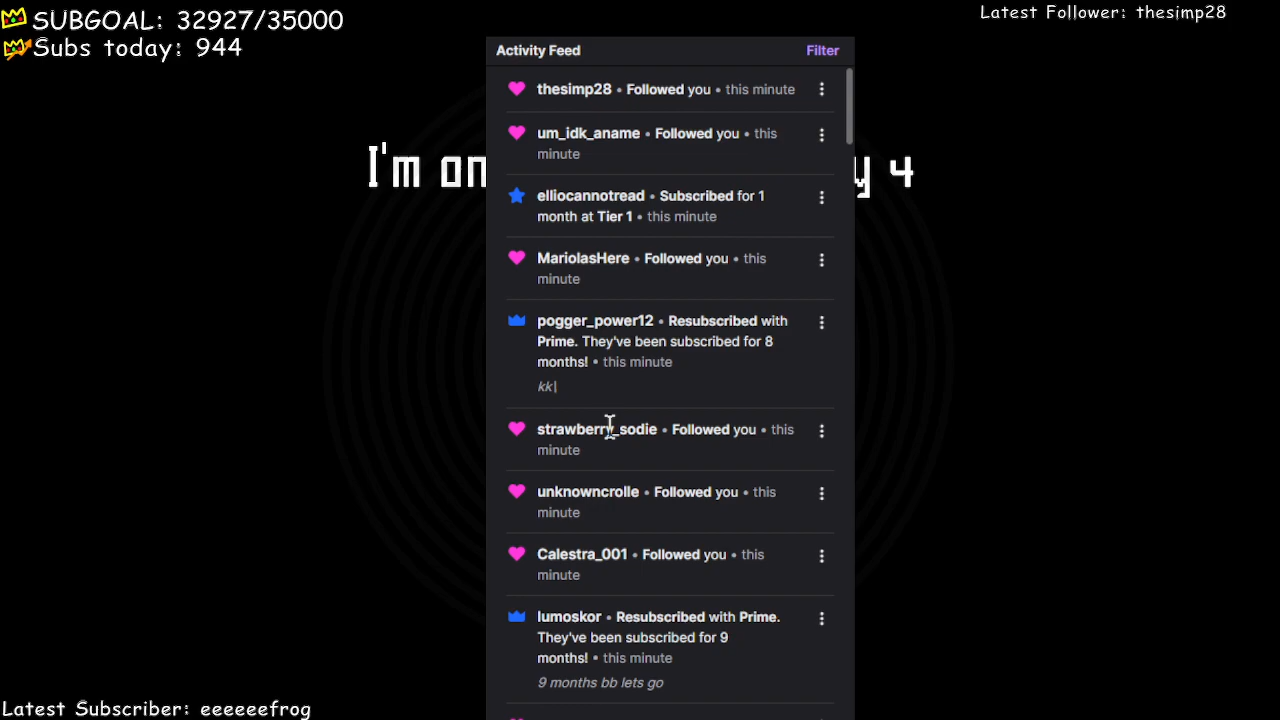 SUBGOAL: 32927/35000
Subs today: 944
Latest Follower: thesimp28
Activity Feed Filter
thesimp28 • Followed you • this minute
um_idk_aname • Followed you • this
minute
I'm on y 4
elliocannotread • Subscribed for 1
month at Tier 1 • this minute
MariolasHere • Followed you • this
minute
pogger_power12 • Resubscribed with
Prime. They've been subscribed for 8
months! • this minute
kk|
strawberry_sodie • Followed you • this
minute
unknowncrolle • Followed you • this
minute
Calestra_001 • Followed you • this
minute
lumoskor • Resubscribed with Prime.
They've been subscribed for 9
months! • this minute
9 months bb lets go
Latest Subscriber: eeeeeefrog